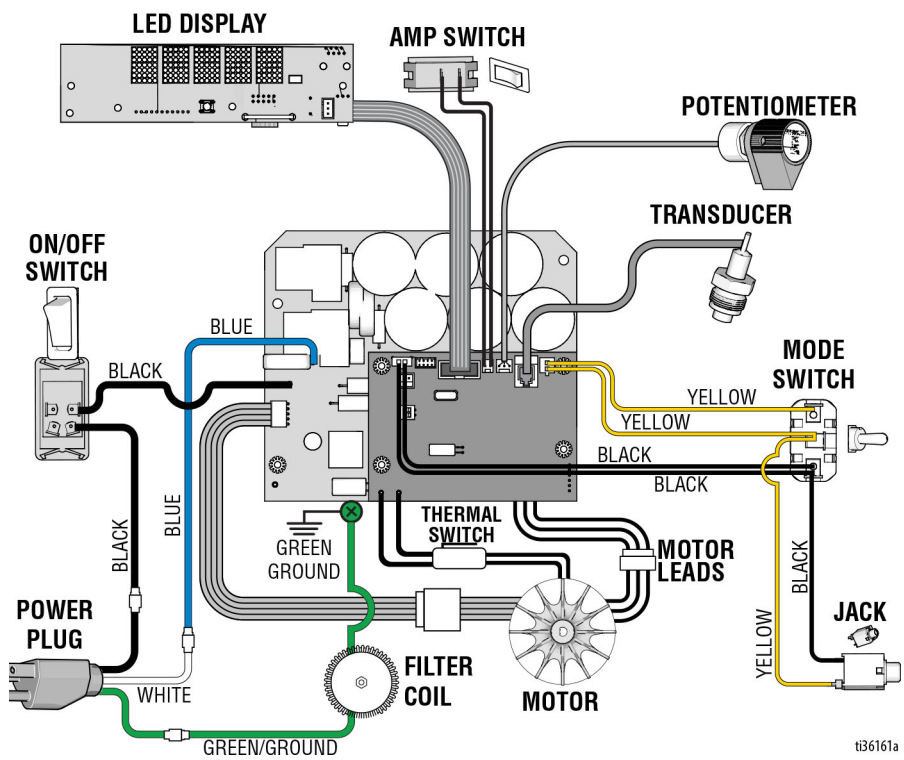 LED DISPLAY
AMP SWITCH
POTENTIOMETER
TRANSDUCER
ON/OFF
SWITCH
BLUE
BLACK
MODE
SWITCH
YELLOW
YELLOW
BLACK
BLACK
THERMAL
SWITCH
GREEN
GROUND
MOTOR
LEADS
BLACK
BLUE
BLACK
YELLOW
JACK
POWER
PLUG
WHITE
FILTER
COIL
MOTOR
GREEN/GROUND
ti36161a